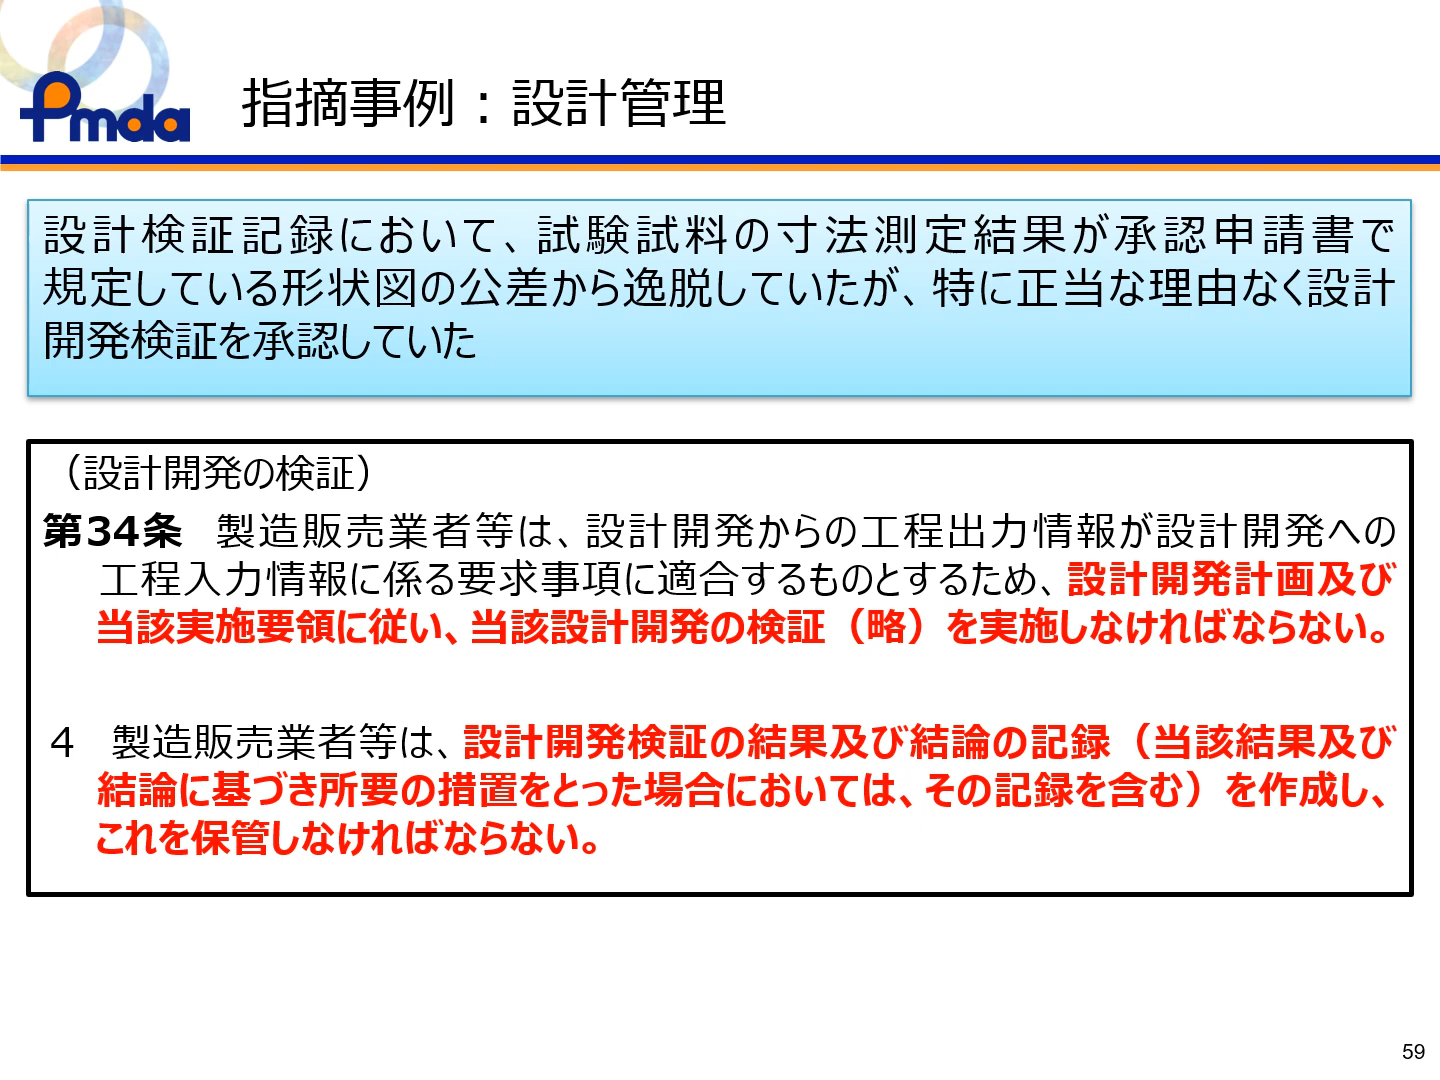 pmda
指摘事例：設計管理
設計検証記録において、試験試料の寸法測定結果が承認申請書で
規定している形状図の公差から逸脱していたが、特に正当な理由なく設計
開発検証を承認していた
（設計開発の検証）
第34条　製造販売業者等は、設計開発からの工程出力情報が設計開発への
工程入力情報に係る要求事項に適合するものとするため、設計開発計画及び
当該実施要領に従い、当該設計開発の検証（略）を実施しなければならない。
４　製造販売業者等は、設計開発検証の結果及び結論の記録（当該結果及び
結論に基づき所要の措置をとった場合においては、その記録を含む）を作成し、
これを保管しなければならない。
59